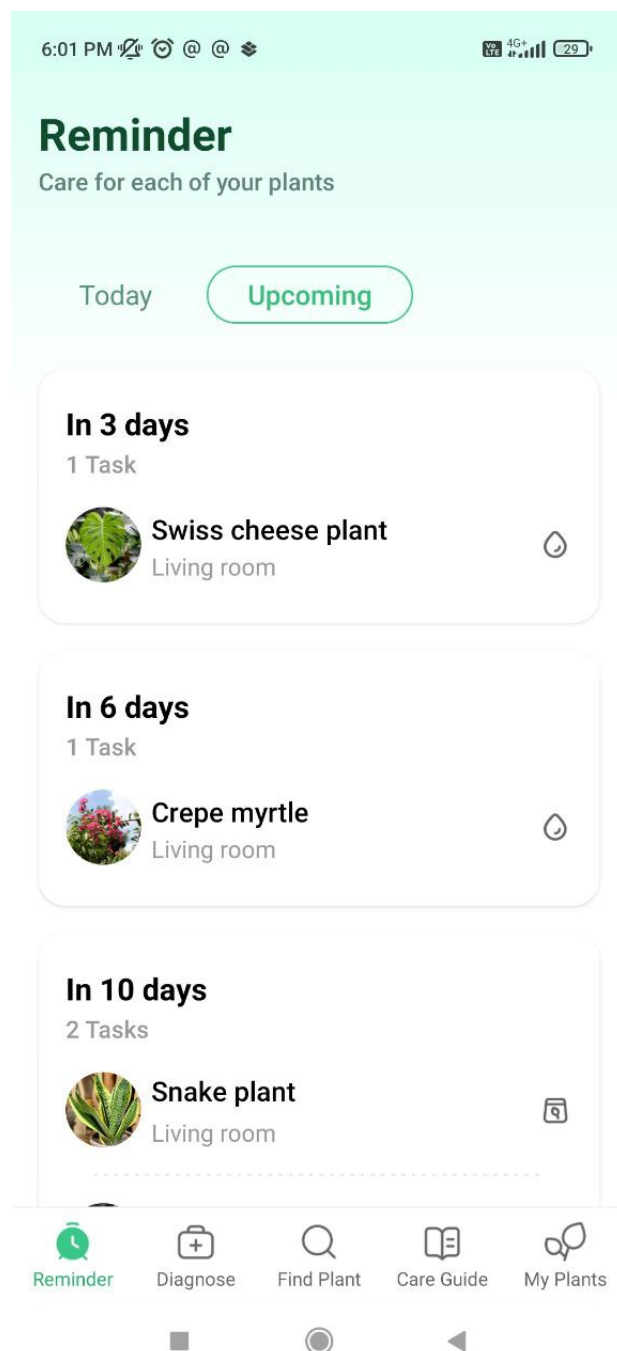 6:01 PM @ @ Vo LTE 4G+ 29
Reminder
Care for each of your plants
Today Upcoming
In 3 days
1 Task
Swiss cheese plant
Living room
In 6 days
1 Task
Crepe myrtle
Living room
In 10 days
2 Tasks
Snake plant
Living room
Reminder Diagnose Find Plant Care Guide My Plants